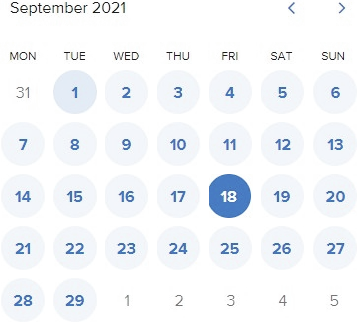 September 2021
MON TUE WED THU FRI SAT SUN
31 1 2 3 4 5 6
7 8 9 10 11 12 13
14 15 16 17 18 19 20
21 22 23 24 25 26 27
28 29 1 2 3 4 5